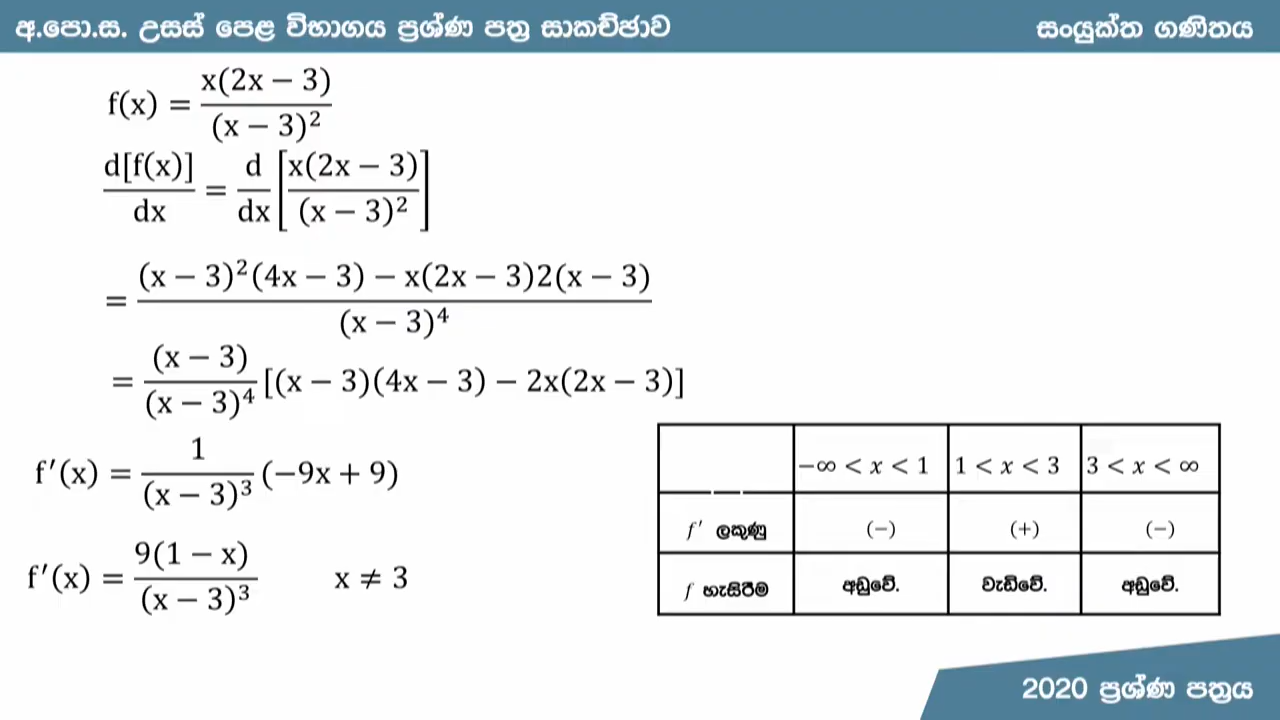 අ.පො.ස. උසස් පෙළ විභාගය ප්‍රශ්ණ පත්‍ර සාකච්ඡාව
සංයුක්ත ගණිතය
f(x) = x(2x − 3) / (x − 3)²
d[f(x)] / dx = d/dx [x(2x − 3) / (x − 3)²]
= (x − 3)²(4x − 3) − x(2x − 3)2(x − 3) / (x − 3)⁴
= (x − 3) / (x − 3)⁴ [(x − 3)(4x − 3) − 2x(2x − 3)]
f′(x) = 1 / (x − 3)³ (−9x + 9)
f′(x) = 9(1 − x) / (x − 3)³ x ≠ 3
−∞ < x < 1 1 < x < 3 3 < x < ∞
f′ ලකුණු (−) (+) (−)
f හැසිරීම අඩුවේ. වැඩිවේ. අඩුවේ.
2020 ප්‍රශ්ණ පත්‍රය